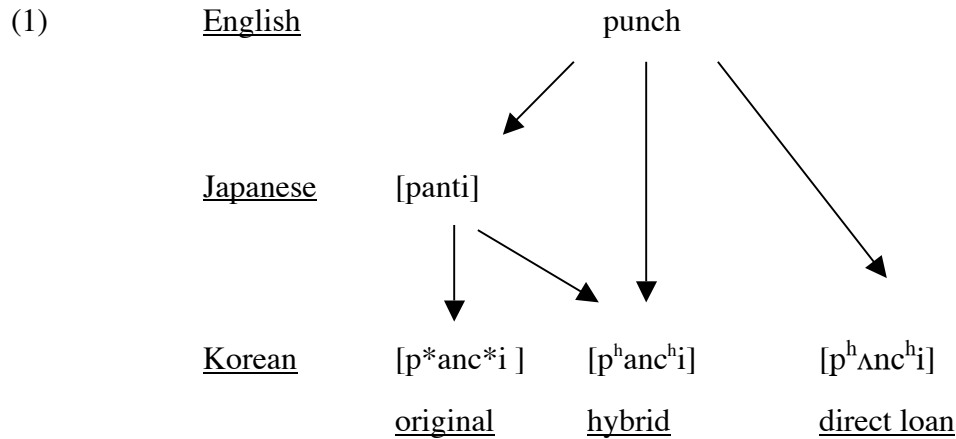 (1) English punch
Japanese [panti]
Korean [p*anc*i ] [pʰancʰi] [pʰʌncʰi]
original hybrid direct loan